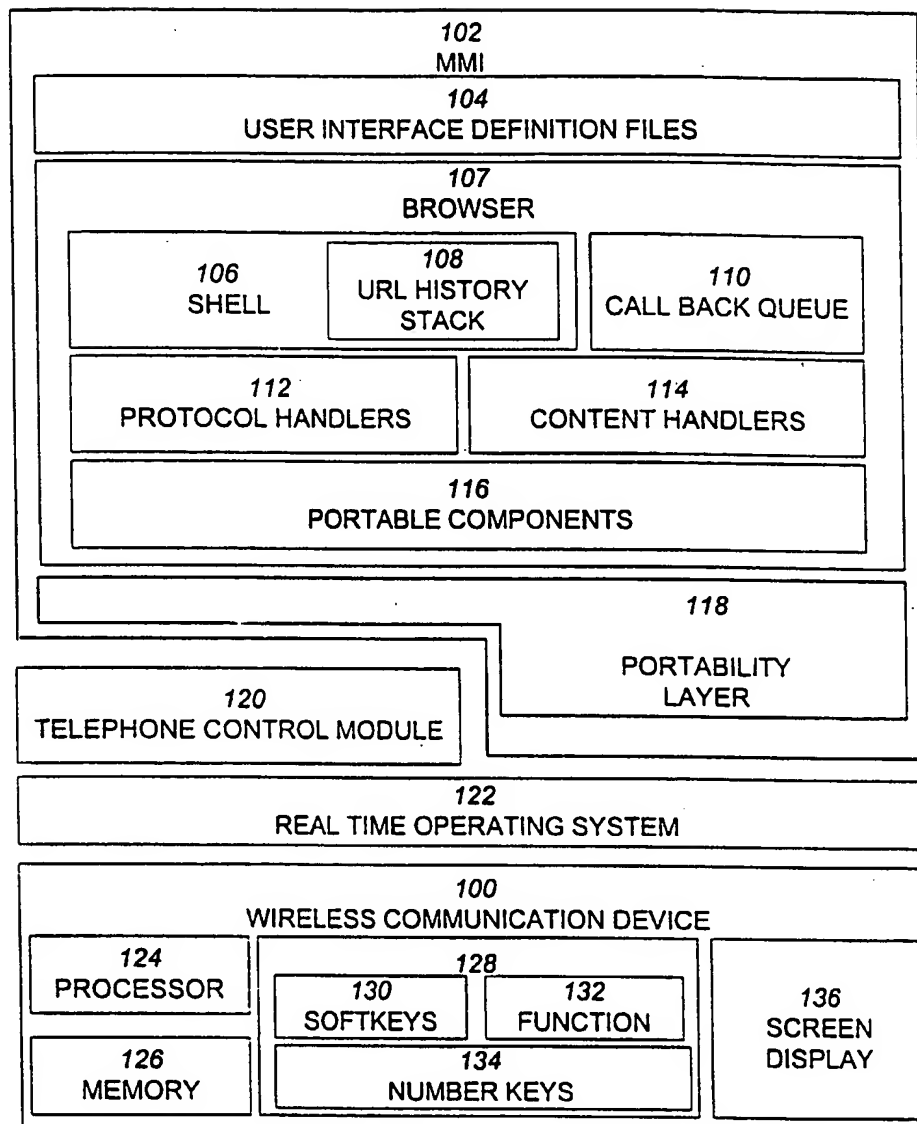 102
MMI
104
USER INTERFACE DEFINITION FILES
107
BROWSER
106
SHELL
108
URL HISTORY
STACK
110
CALL BACK QUEUE
112
PROTOCOL HANDLERS
114
CONTENT HANDLERS
116
PORTABLE COMPONENTS
118
PORTABILITY
LAYER
120
TELEPHONE CONTROL MODULE
122
REAL TIME OPERATING SYSTEM
100
WIRELESS COMMUNICATION DEVICE
124
PROCESSOR
126
MEMORY
128
130
SOFTKEYS
132
FUNCTION
134
NUMBER KEYS
136
SCREEN
DISPLAY